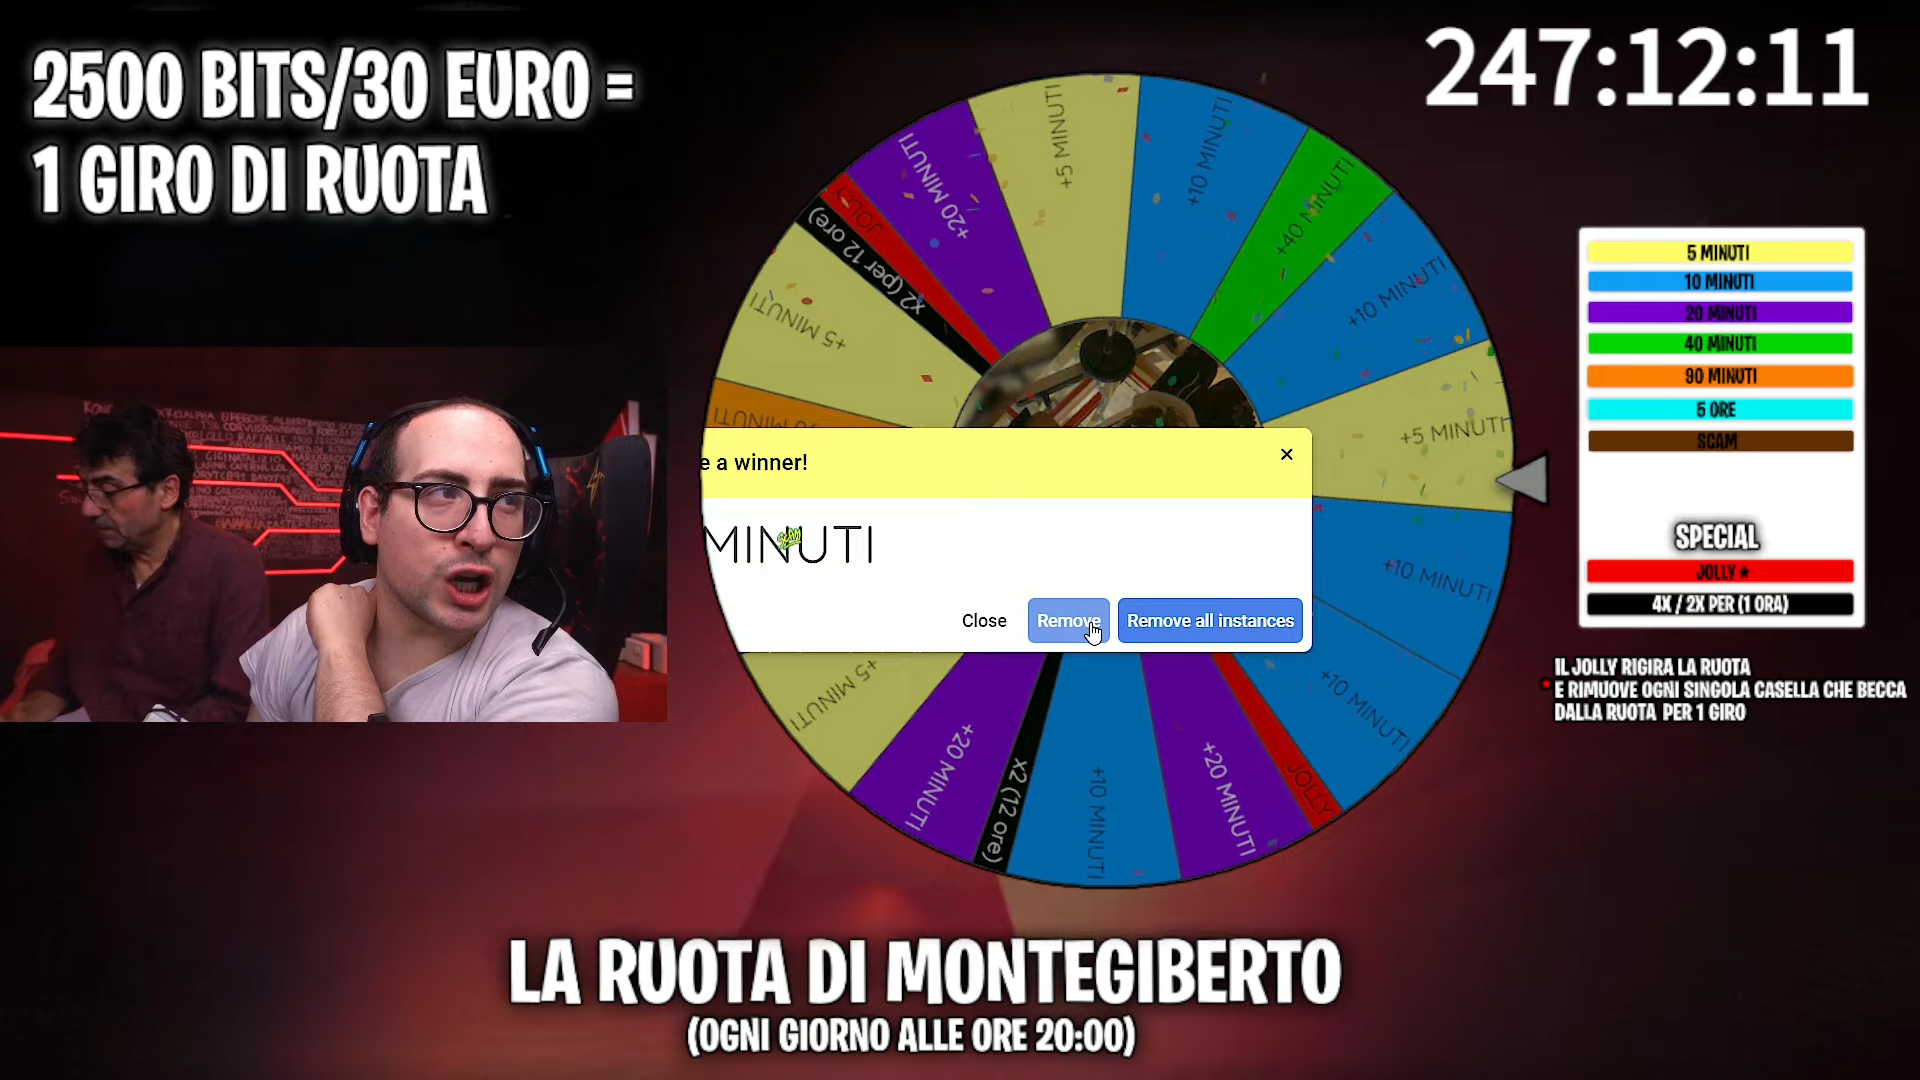 2500 BITS/30 EURO =
1 GIRO DI RUOTA
247:12:11
+5 MINUTI
+10 MINUTI
+40 MINUTI
+10 MINUTI
+5 MINUTI
+10 MINUTI
+10 MINUTI
JOLLY
+20 MINUTI
+10 MINUTI
x2 (12 ore)
+20 MINUTI
+5 MINUTI
MINUTI
+5 MINUTI
x2 (per 12 ore)
JOLLY
+20 MINUTI
e a winner!
×
MINUTI
SCAM
Close
Remove
Remove all instances
5 MINUTI
10 MINUTI
20 MINUTI
40 MINUTI
90 MINUTI
5 ORE
SCAM
SPECIAL
JOLLY ★
4X / 2X PER (1 ORA)
IL JOLLY RIGIRA LA RUOTA
* E RIMUOVE OGNI SINGOLA CASELLA CHE BECCA
DALLA RUOTA PER 1 GIRO
LA RUOTA DI MONTEGIBERTO
(OGNI GIORNO ALLE ORE 20:00)